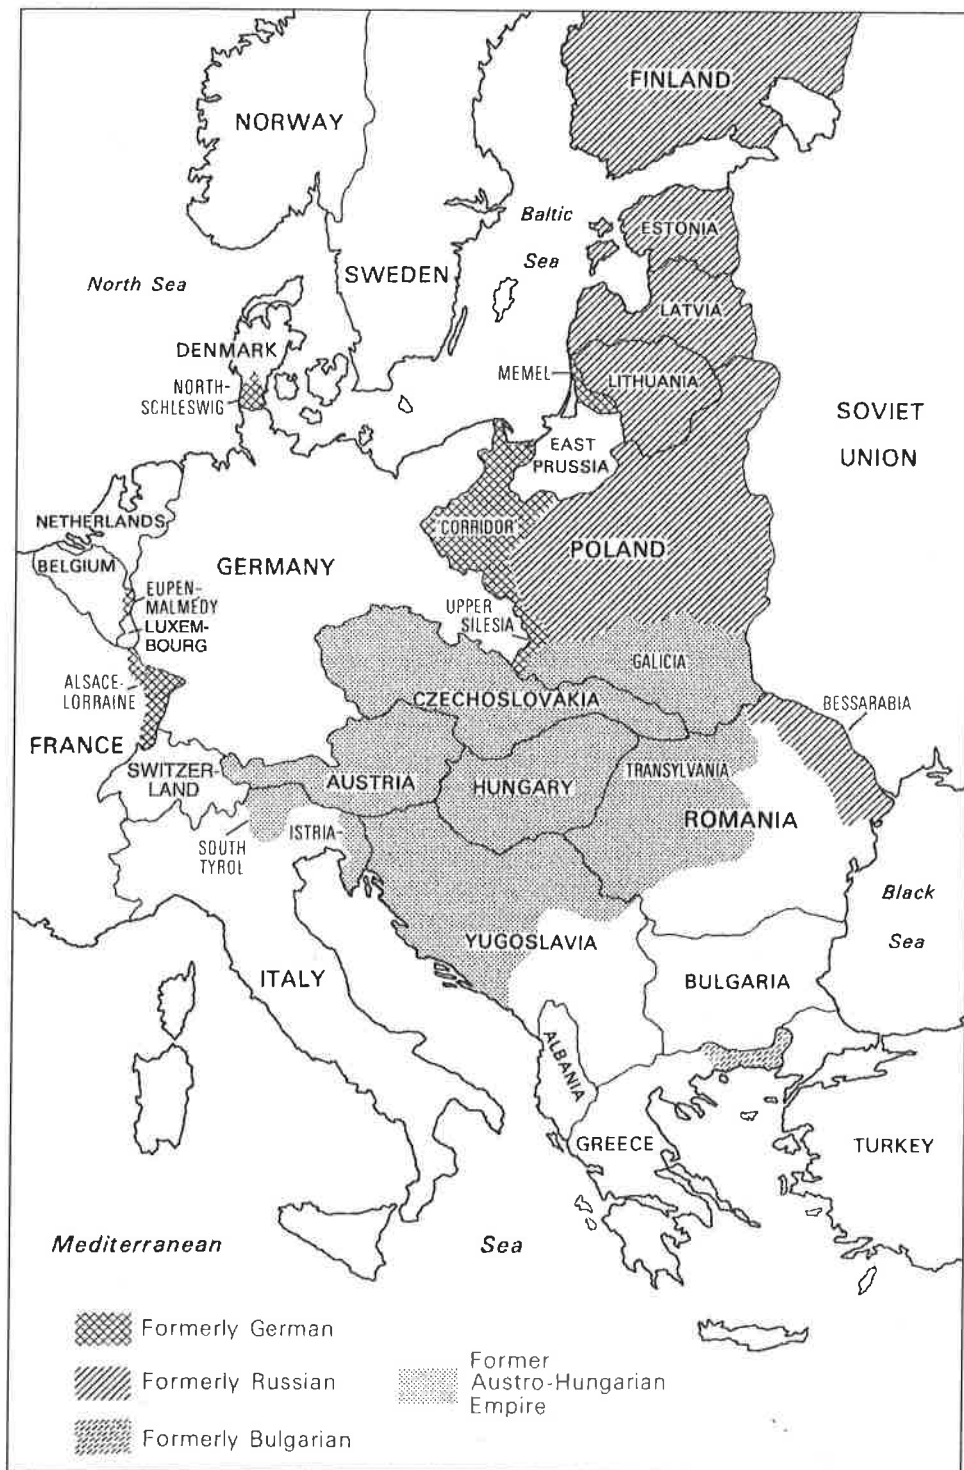 FINLAND
NORWAY
Baltic
Sea
ESTONIA
North Sea
SWEDEN
LATVIA
DENMARK
MEMEL
LITHUANIA
NORTH-
SCHLESWIG
SOVIET
UNION
EAST
PRUSSIA
NETHERLANDS
'CORRIDOR'
POLAND
BELGIUM
GERMANY
EUPEN-
MALMEDY
LUXEM-
BOURG
UPPER
SILESIA
GALICIA
ALSACE-
LORRAINE
CZECHOSLOVAKIA
BESSARABIA
FRANCE
SWITZER-
LAND
AUSTRIA
HUNGARY
TRANSYLVANIA
ROMANIA
SOUTH
TYROL
ISTRIA
Black
Sea
YUGOSLAVIA
ITALY
BULGARIA
ALBANIA
GREECE
TURKEY
Mediterranean Sea
Formerly German
Formerly Russian
Formerly Bulgarian
Former
Austro-Hungarian
Empire